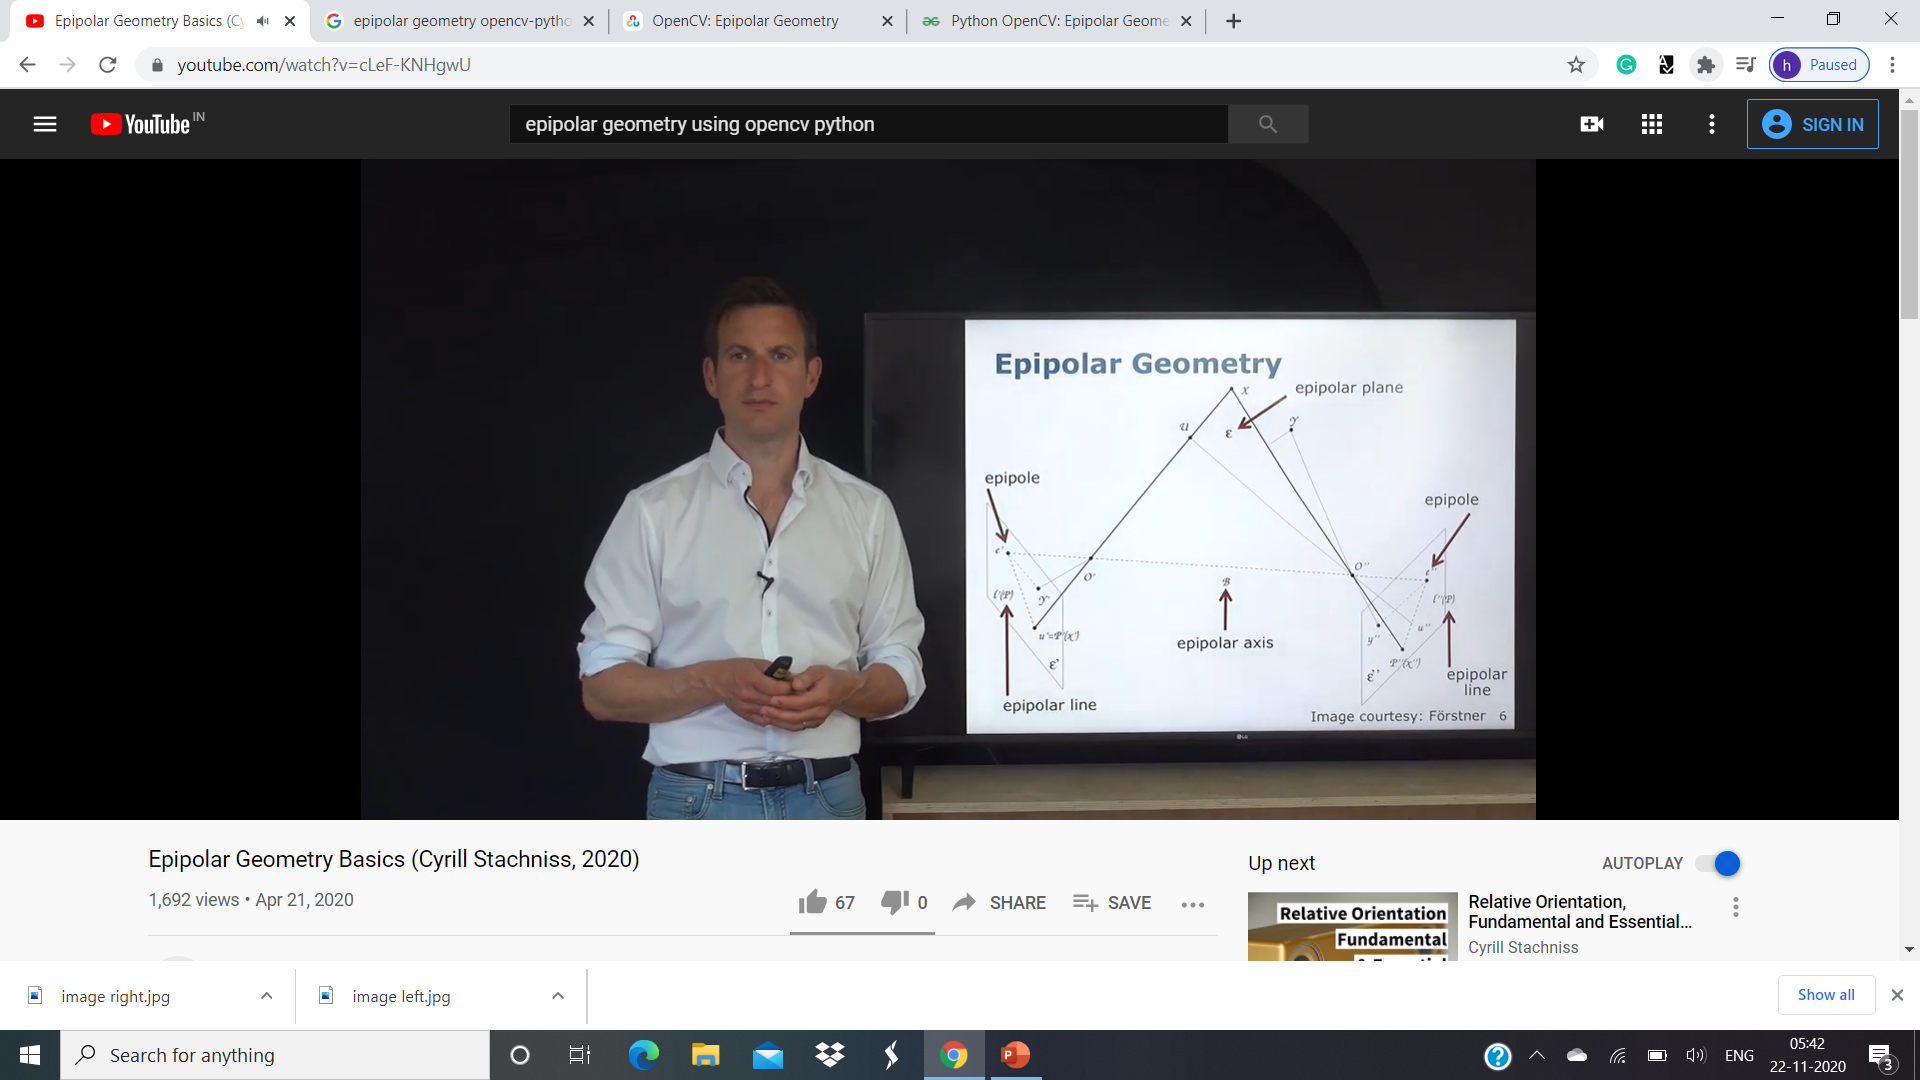 Epipolar Geometry Basics (Cy
epipolar geometry opencv-pytho
OpenCV: Epipolar Geometry
Python OpenCV: Epipolar Geome
youtube.com/watch?v=cLeF-KNHgwU
h Paused
YouTube IN
epipolar geometry using opencv python
SIGN IN
Epipolar Geometry
x
epipolar plane
u
ε
y
epipole
epipole
e'
O'
O''
e''
B
y'
u'=P'(x')
ε'
epipolar axis
y''
u''
P''(x'')
ε''
epipolar
line
epipolar line
Image courtesy: Förstner 6
LG
Epipolar Geometry Basics (Cyrill Stachniss, 2020)
1,692 views • Apr 21, 2020
67
0
SHARE
SAVE
Up next
AUTOPLAY
Relative Orientation
Fundamental
& Essential
Relative Orientation,
Fundamental and Essential...
Cyrill Stachniss
image right.jpg
image left.jpg
Show all
Search for anything
P
ENG
05:42
22-11-2020
3